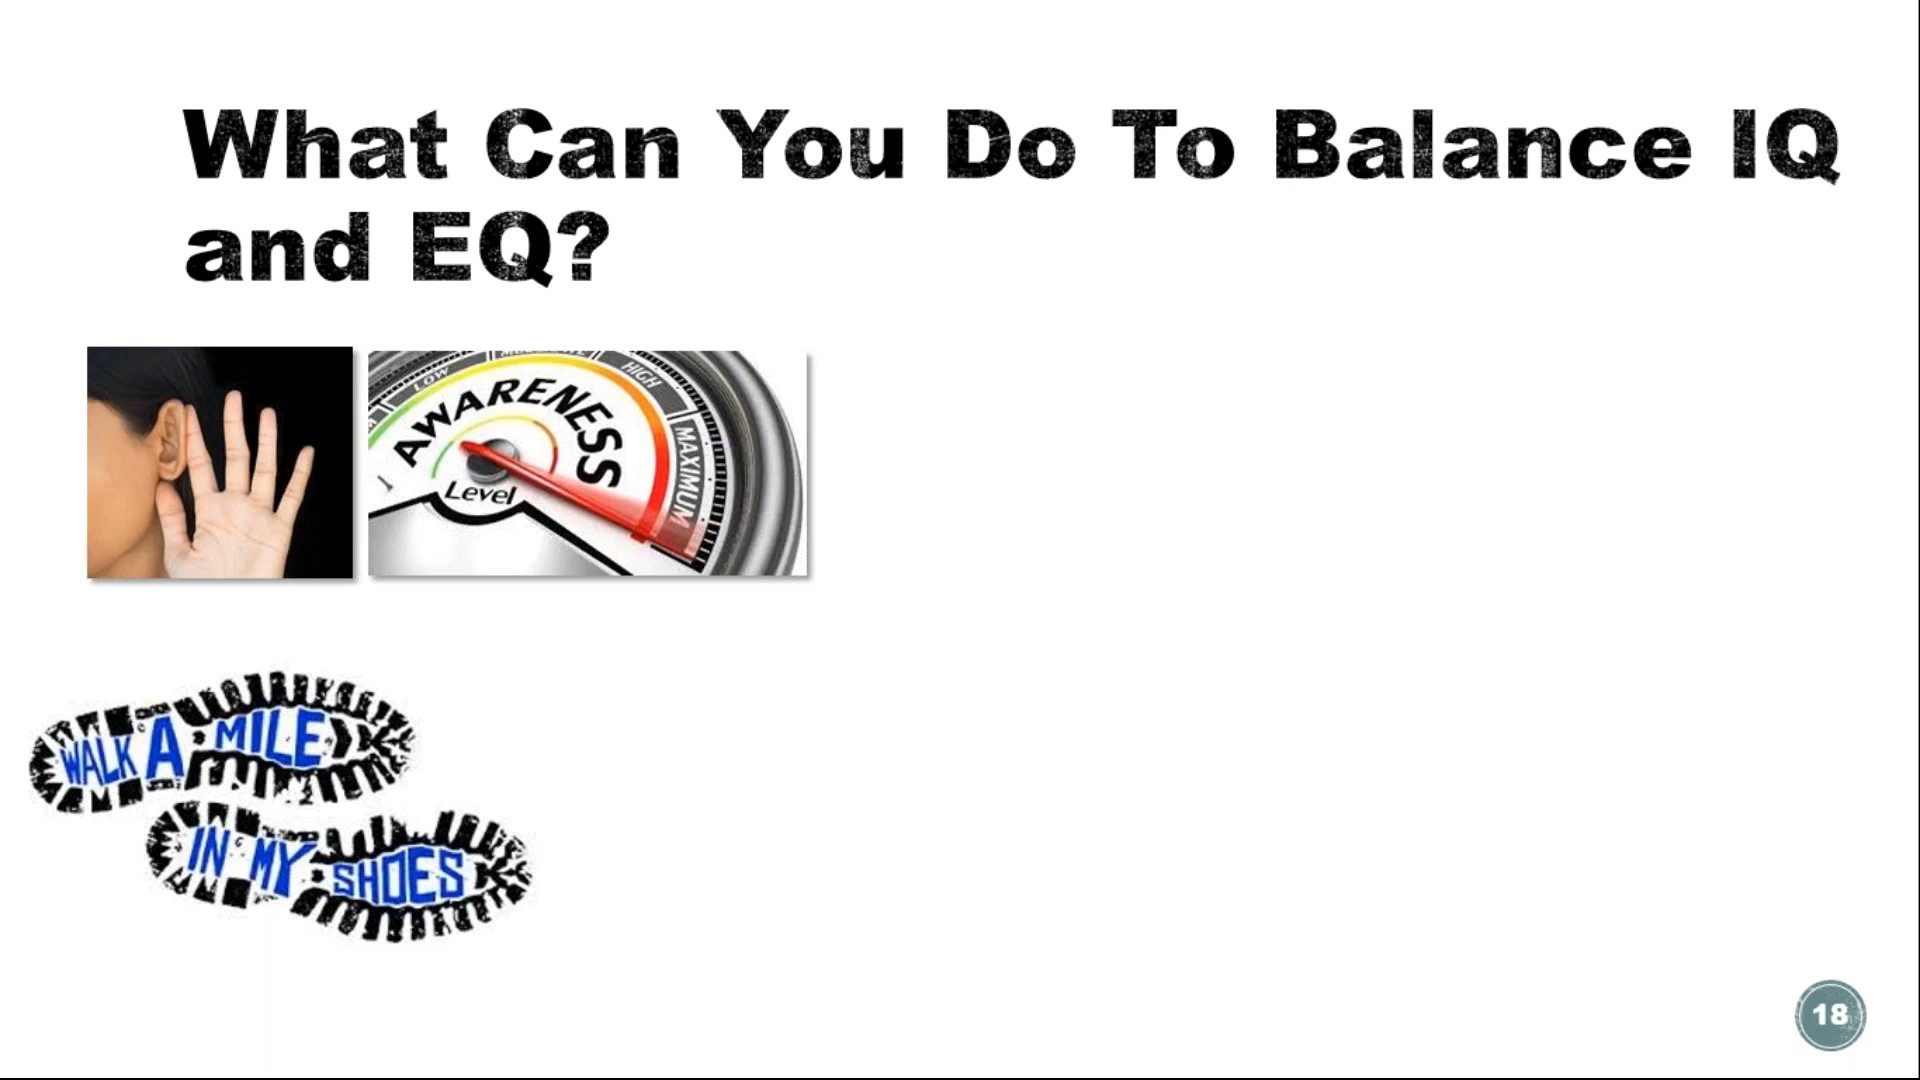 What Can You Do To Balance IQ
and EQ?
LOW
HIGH
MAXIMUM
AWARENESS
Level
WALK A MILE
IN MY SHOES
18